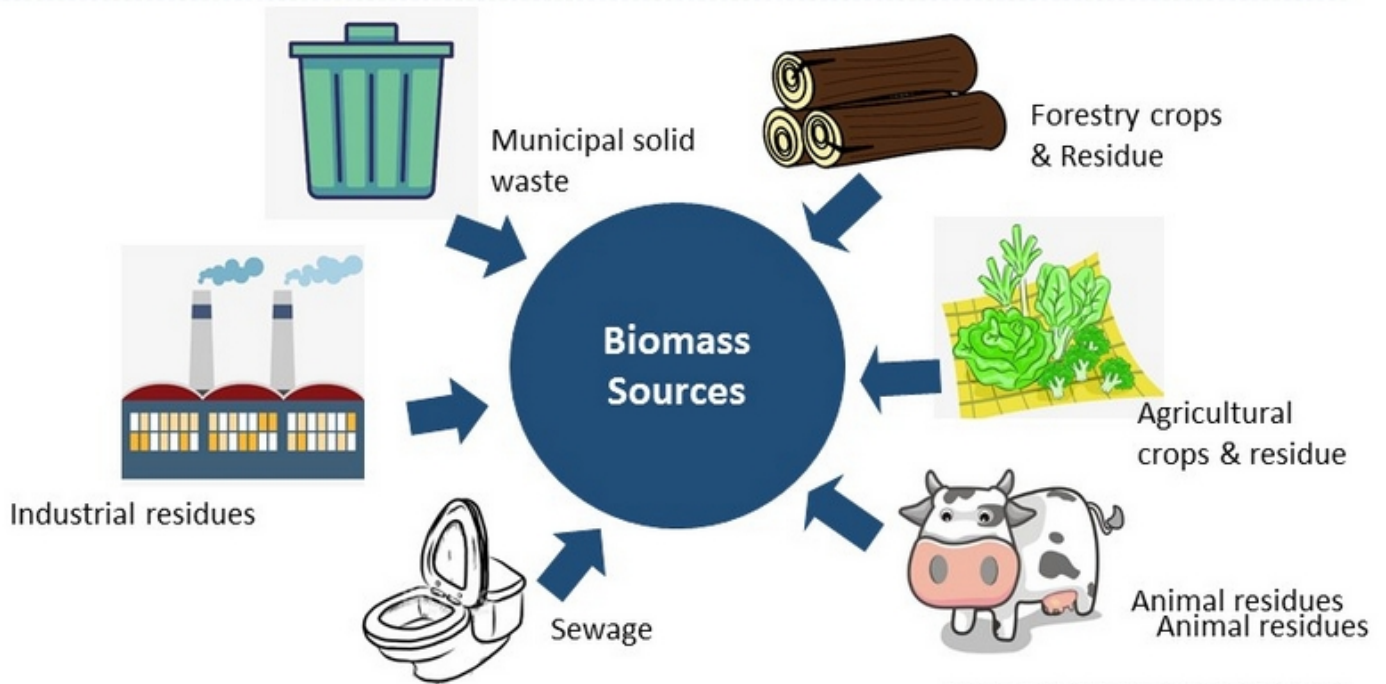 Municipal solid
waste
Forestry crops
& Residue
Biomass
Sources
Agricultural
crops & residue
Industrial residues
Sewage
Animal residues
Animal residues